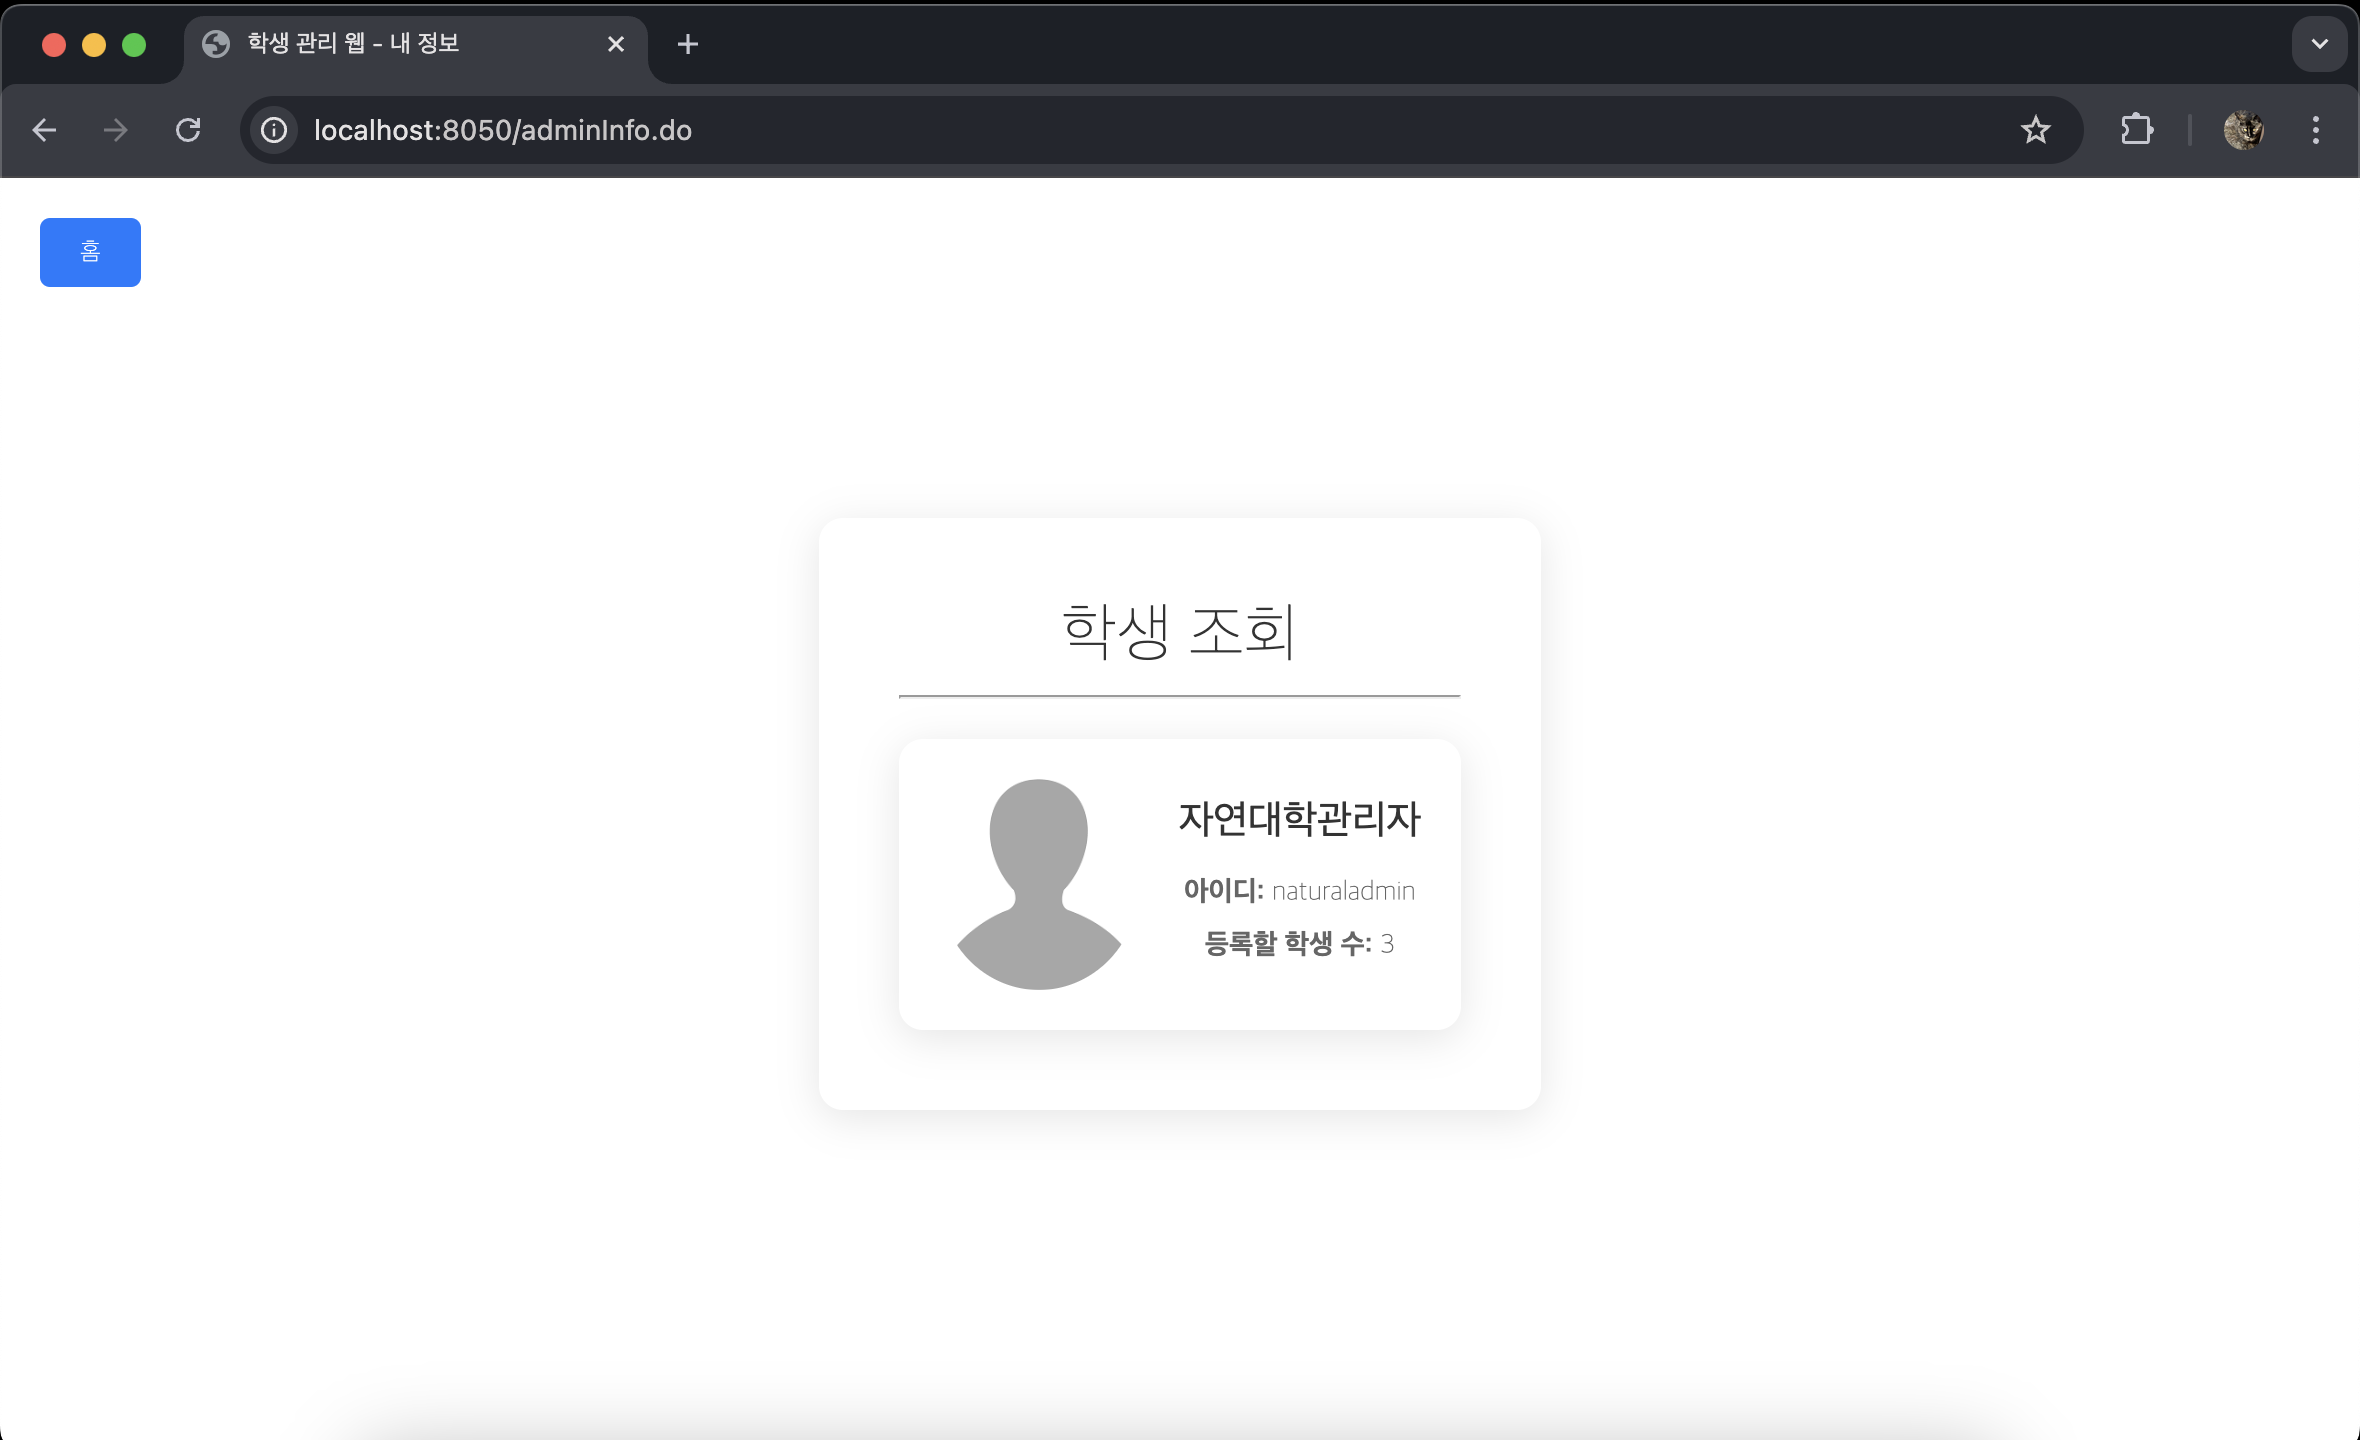 학생 관리 웹 - 내 정보
localhost:8050/adminInfo.do
홈
학생 조회
자연대학관리자
아이디: naturaladmin
등록할 학생 수: 3